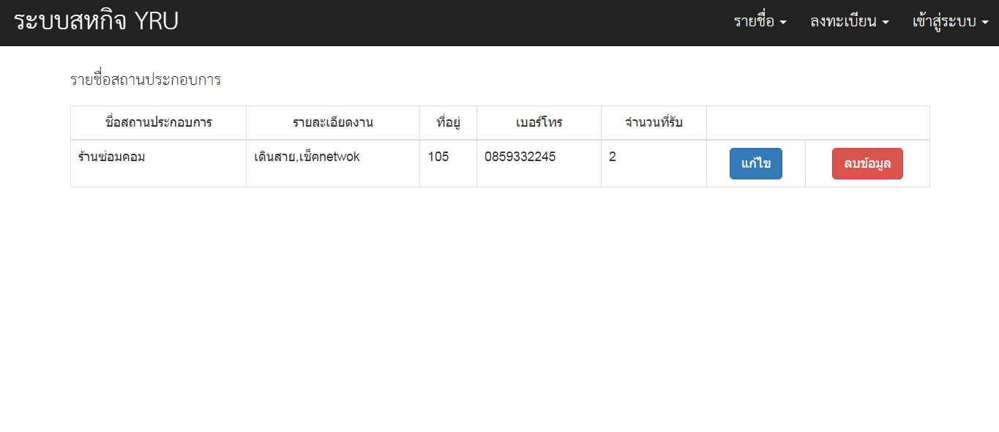 ระบบสหกิจ YRU รายชื่อ ลงทะเบียน เข้าสู่ระบบ
รายชื่อสถานประกอบการ
ชื่อสถานประกอบการ รายละเอียดงาน ที่อยู่ เบอร์โทร จำนวนที่รับ
ร้านซ่อมคอม เดินสาย,เช็คnetwok 105 0859332245 2 แก้ไข ลบข้อมูล